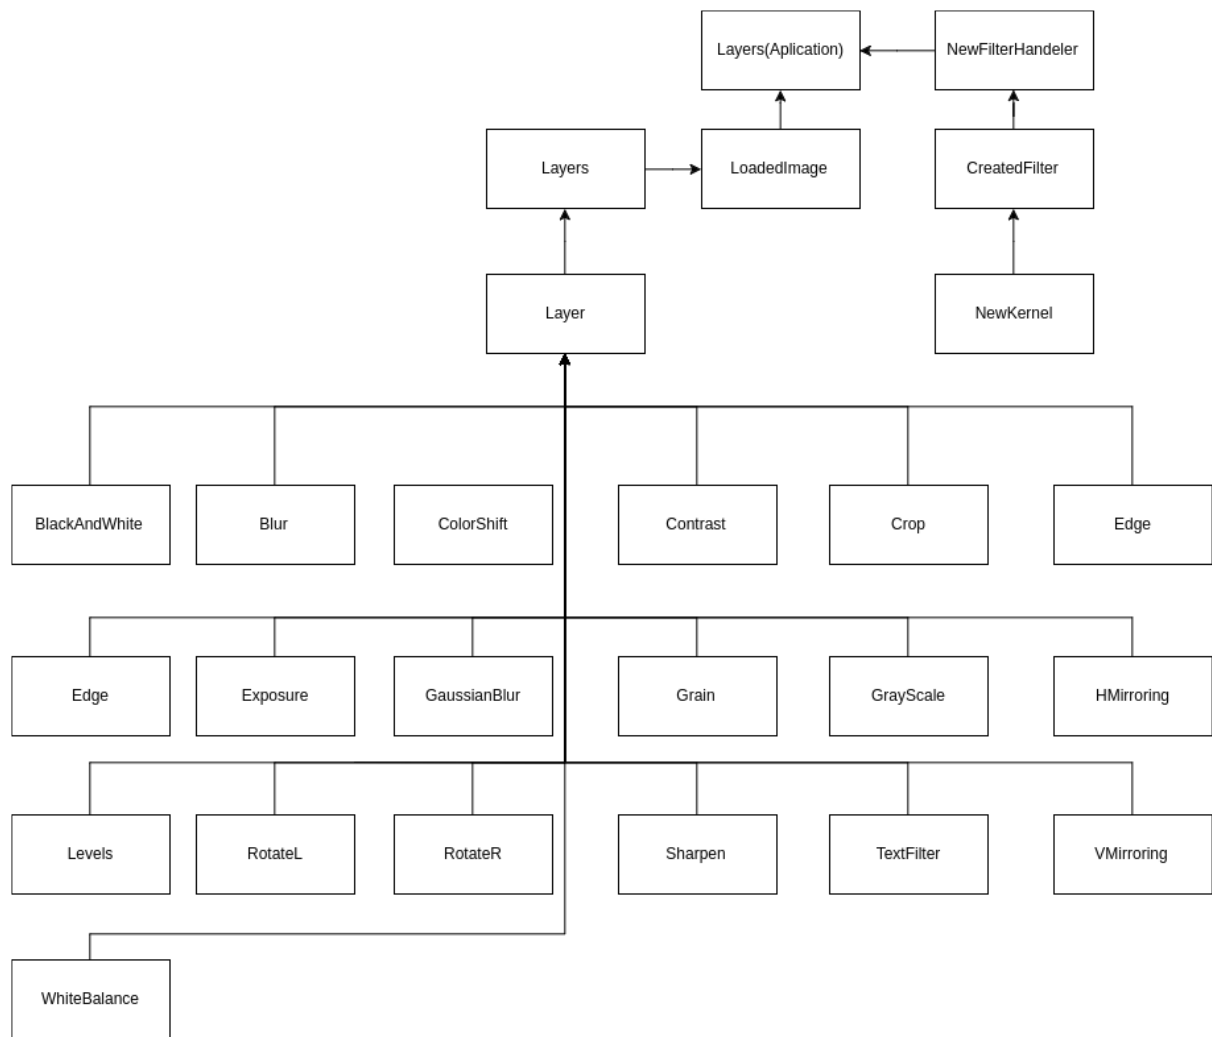 Layers(Aplication)
NewFilterHandeler
Layers
LoadedImage
CreatedFilter
Layer
NewKernel
BlackAndWhite
Blur
ColorShift
Contrast
Crop
Edge
Edge
Exposure
GaussianBlur
Grain
GrayScale
HMirroring
Levels
RotateL
RotateR
Sharpen
TextFilter
VMirroring
WhiteBalance